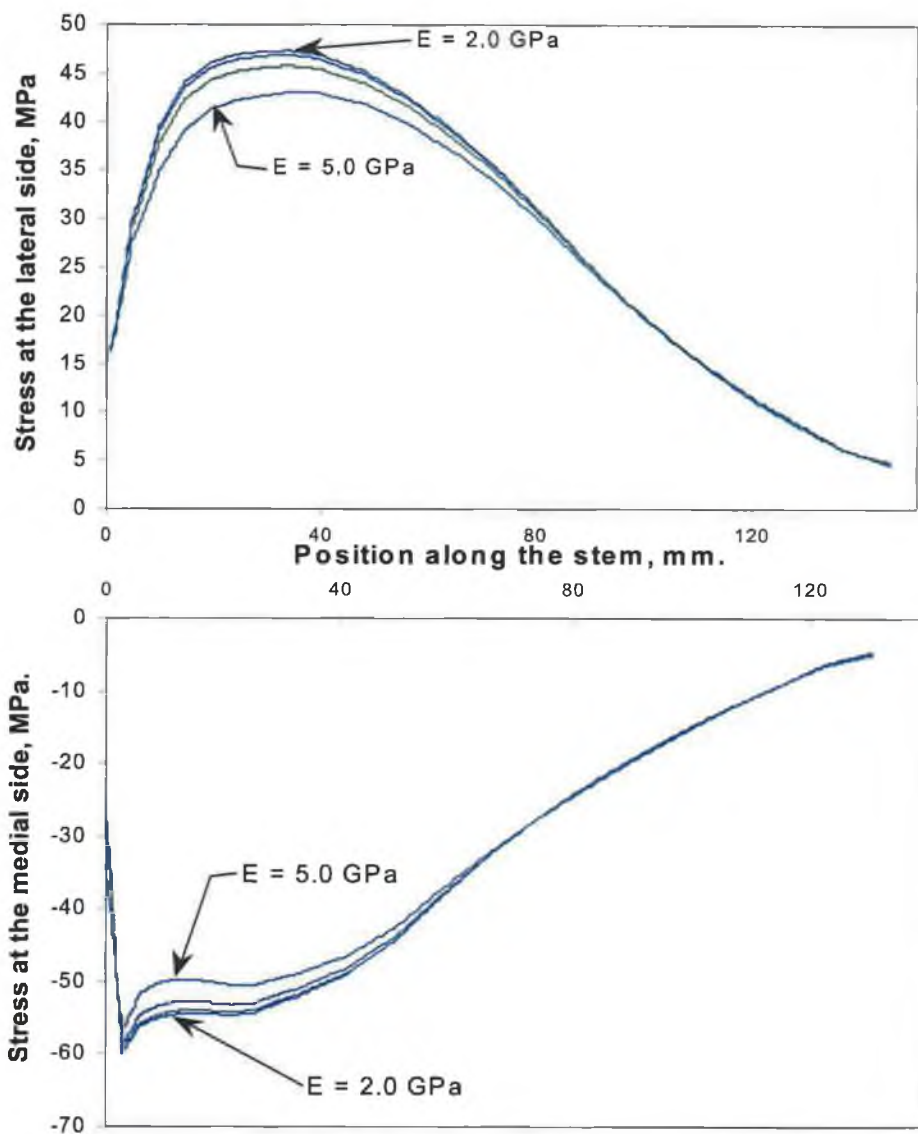 50
45
40
35
30
25
20
15
10
5
0
Stress at the lateral side, MPa
E = 2.0 GPa
E = 5.0 GPa
0 40 80 120
Position along the stem, mm.
0 40 80 120
0
-10
-20
-30
-40
-50
-60
-70
Stress at the medial side, MPa.
E = 5.0 GPa
E = 2.0 GPa